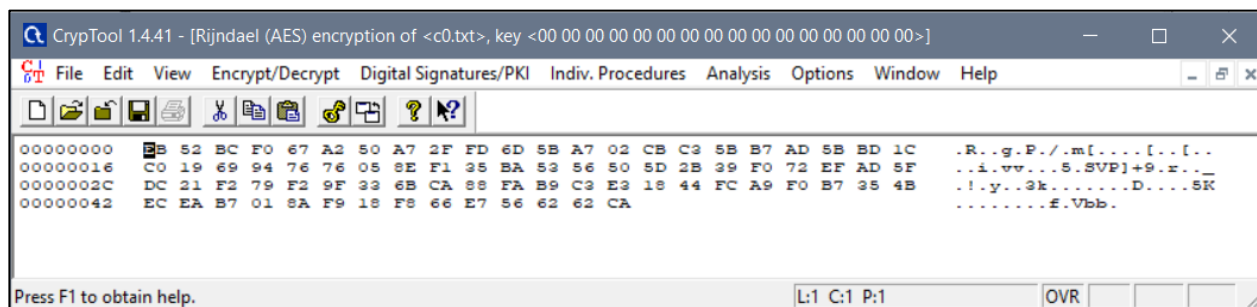 CrypTool 1.4.41 - [Rijndael (AES) encryption of <c0.txt>, key <00 00 00 00 00 00 00 00 00 00 00 00 00 00 00 00>]
File Edit View Encrypt/Decrypt Digital Signatures/PKI Indiv. Procedures Analysis Options Window Help
00000000 EB 52 BC F0 67 A2 50 A7 2F FD 6D 5B A7 02 CB C3 5B B7 AD 5B BD 1C .R..g.P./.m[....[..[..
00000016 C0 19 69 94 76 76 05 8E F1 35 BA 53 56 50 5D 2B 39 F0 72 EF AD 5F ..i.vv...5.SVP]+9.r.._
0000002C DC 21 F2 79 F2 9F 33 6B CA 88 FA B9 C3 E3 18 44 FC A9 F0 B7 35 4B .!.y..3k.......D....5K
00000042 EC EA B7 01 8A F9 18 F8 66 E7 56 62 62 CA ........f.Vbb.
Press F1 to obtain help. L:1 C:1 P:1 OVR